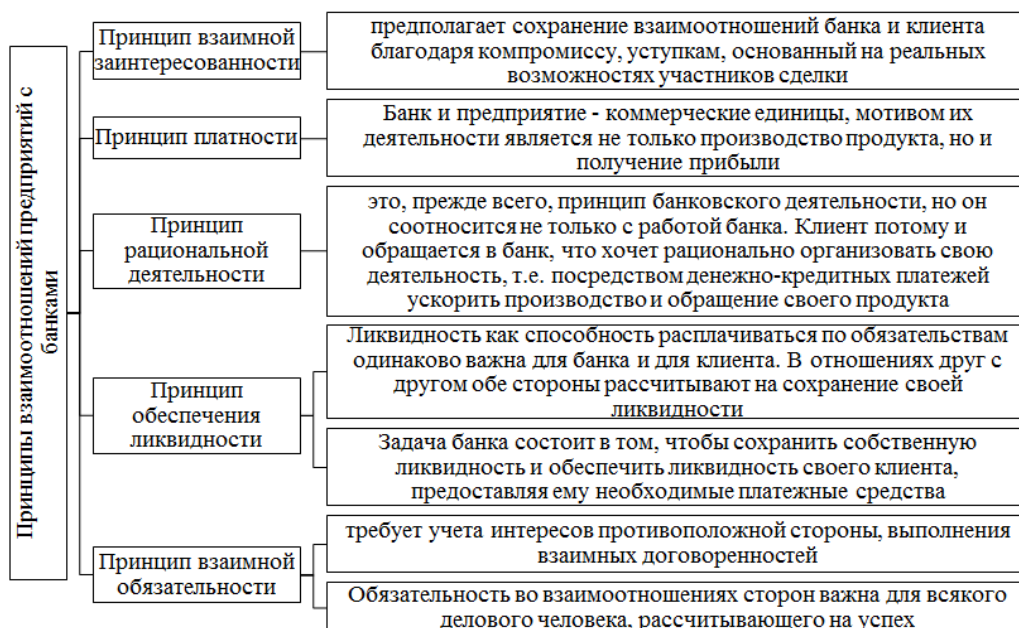 Принципы взаимоотношений предприятий с
банками
Принцип взаимной
заинтересованности
предполагает сохранение взаимоотношений банка и клиента
благодаря компромиссу, уступкам, основанный на реальных
возможностях участников сделки
Принцип платности
Банк и предприятие - коммерческие единицы, мотивом их
деятельности является не только производство продукта, но и
получение прибыли
Принцип
рациональной
деятельности
это, прежде всего, принцип банковского деятельности, но он
соотносится не только с работой банка. Клиент потому и
обращается в банк, что хочет рационально организовать свою
деятельность, т.е. посредством денежно-кредитных платежей
ускорить производство и обращение своего продукта
Принцип
обеспечения
ликвидности
Ликвидность как способность расплачиваться по обязательствам
одинаково важна для банка и для клиента. В отношениях друг с
другом обе стороны рассчитывают на сохранение своей
ликвидности
Задача банка состоит в том, чтобы сохранить собственную
ликвидность и обеспечить ликвидность своего клиента,
предоставляя ему необходимые платежные средства
Принцип взаимной
обязательности
требует учета интересов противоположной стороны, выполнения
взаимных договоренностей
Обязательность во взаимоотношениях сторон важна для всякого
делового человека, рассчитывающего на успех